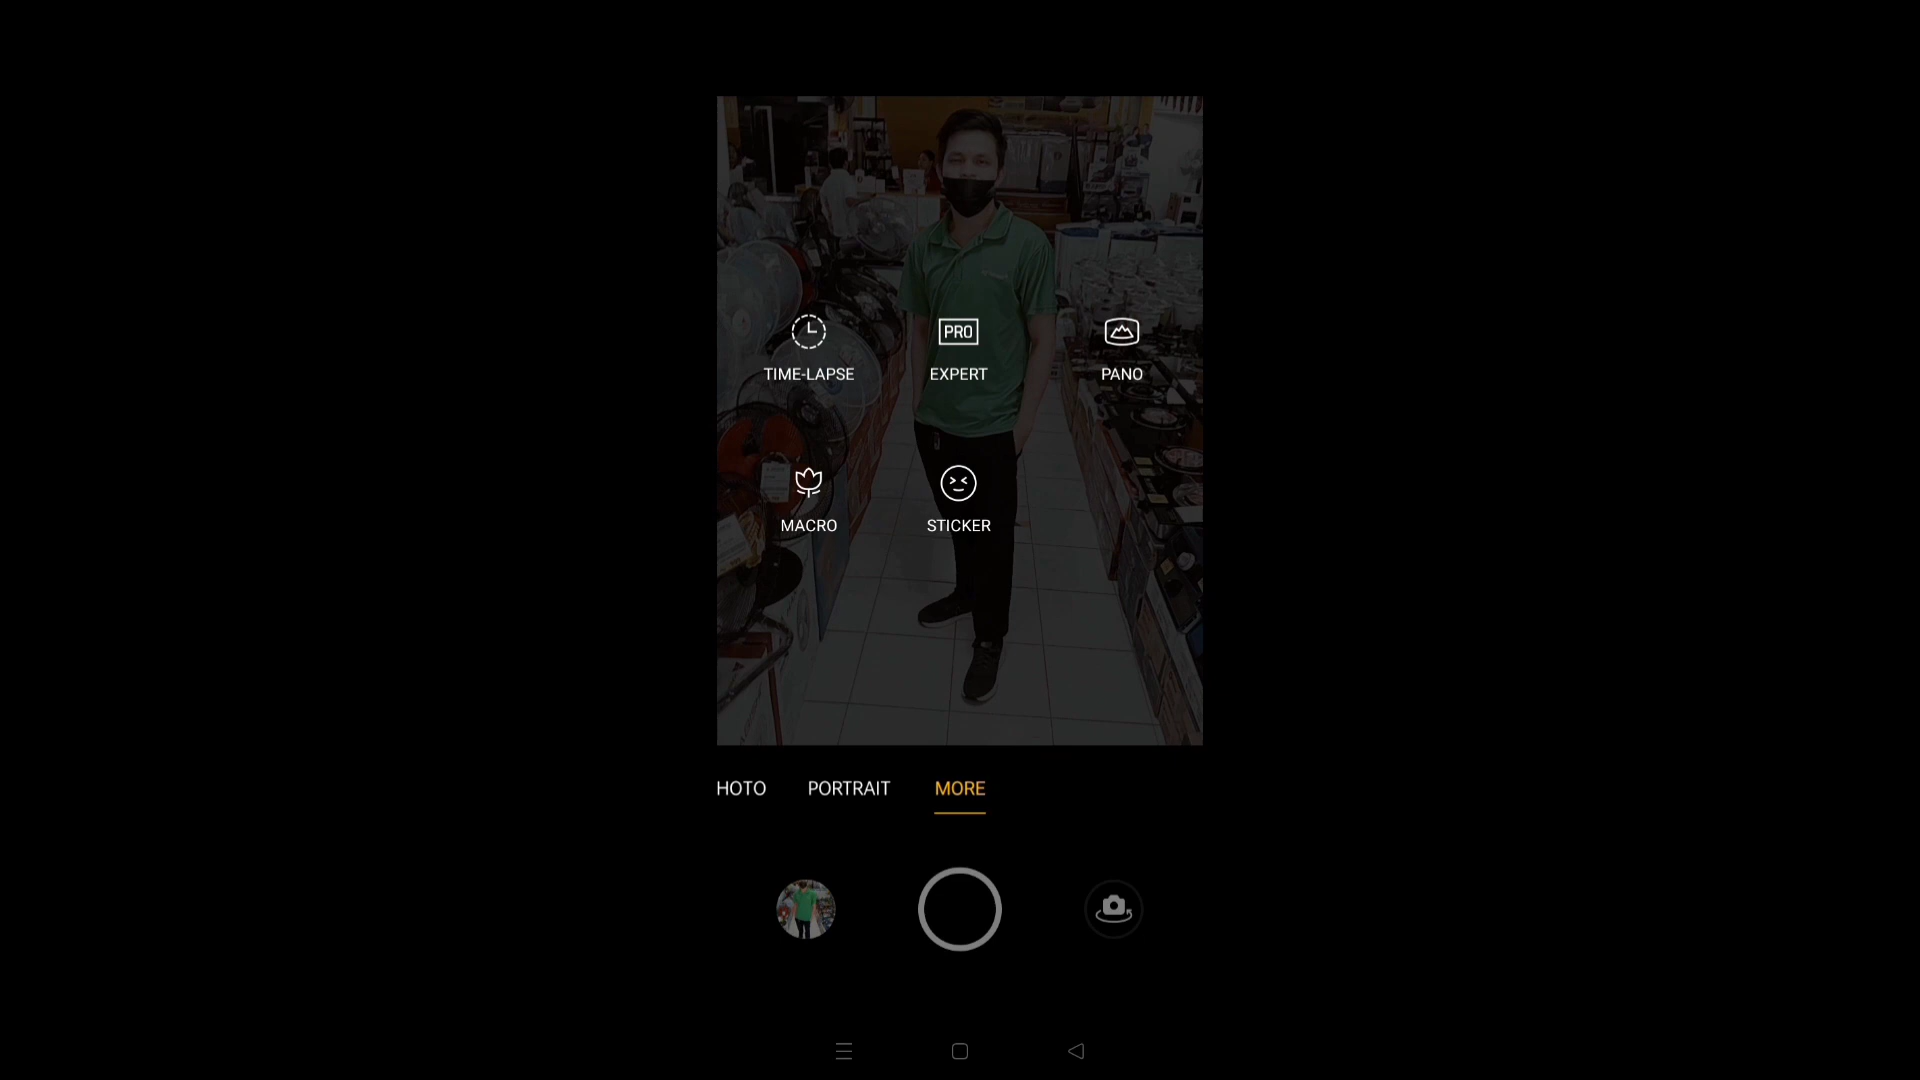 PRO
TIME-LAPSE EXPERT PANO
MACRO STICKER
HOTO PORTRAIT MORE